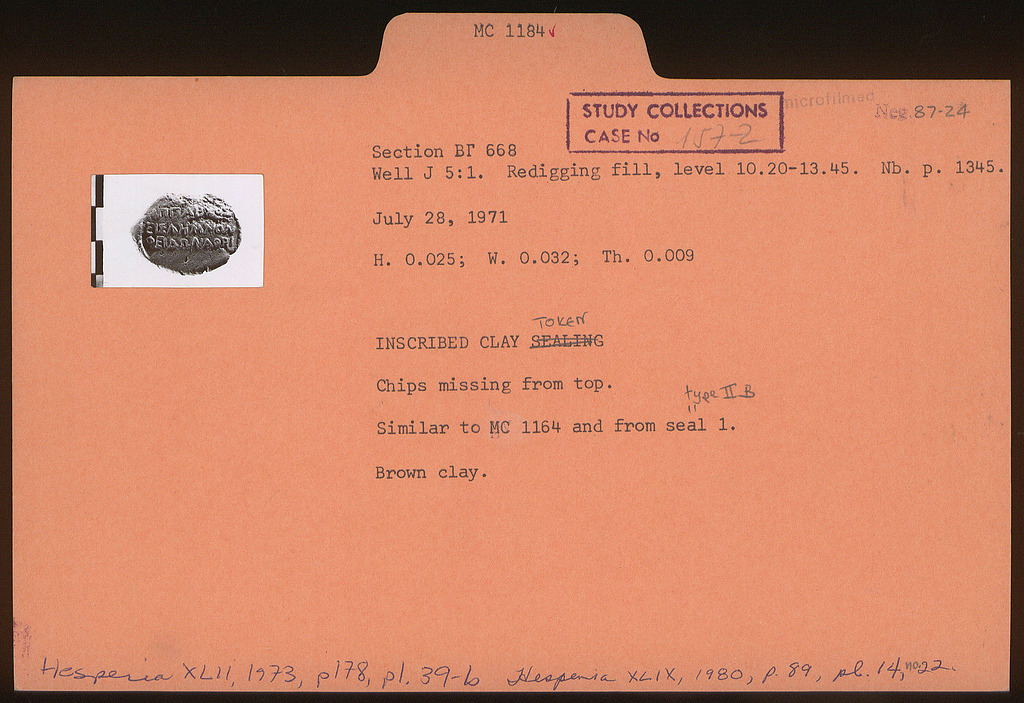 MC 1184✓
microfilmed
STUDY COLLECTIONS
CASE No 157-2
Neg 87-24
Section ΒΓ 668
Well J 5:1. Redigging fill, level 10.20-13.45. Nb. p. 1345.
July 28, 1971
H. 0.025; W. 0.032; Th. 0.009
TOKEN
INSCRIBED CLAY SEALING
Chips missing from top.
type II B
"
Similar to MC 1164 and from seal 1.
Brown clay.
Hesperia XLII, 1973, p178, pl. 39-b Hesperia XLIX, 1980, p. 89, pl. 14, no. 22.